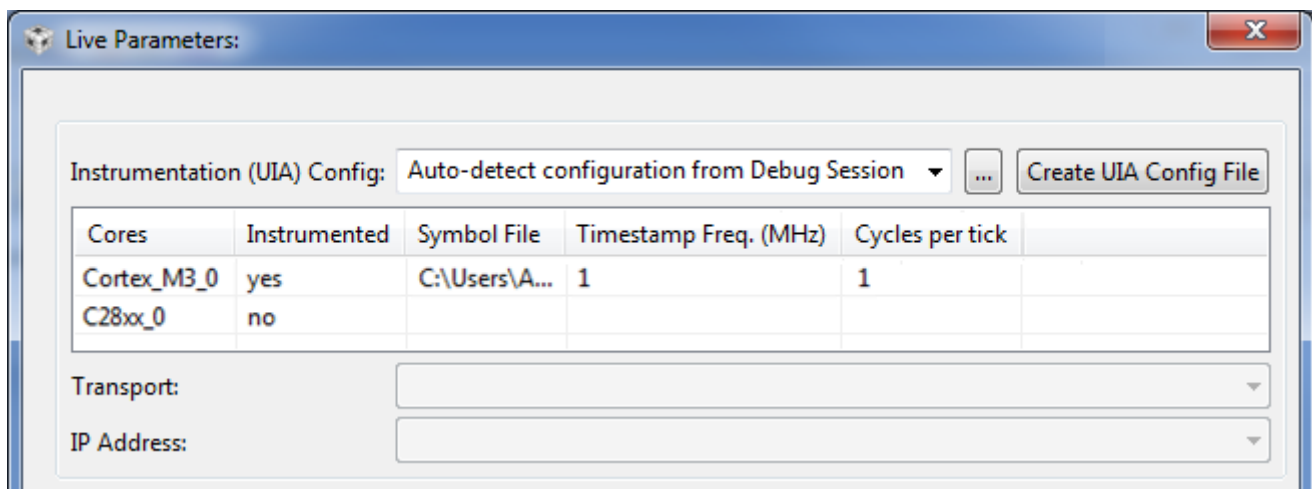 Live Parameters:
Instrumentation (UIA) Config: Auto-detect configuration from Debug Session ... Create UIA Config File
Cores Instrumented Symbol File Timestamp Freq. (MHz) Cycles per tick
Cortex_M3_0 yes C:\Users\A... 1 1
C28xx_0 no
Transport:
IP Address: